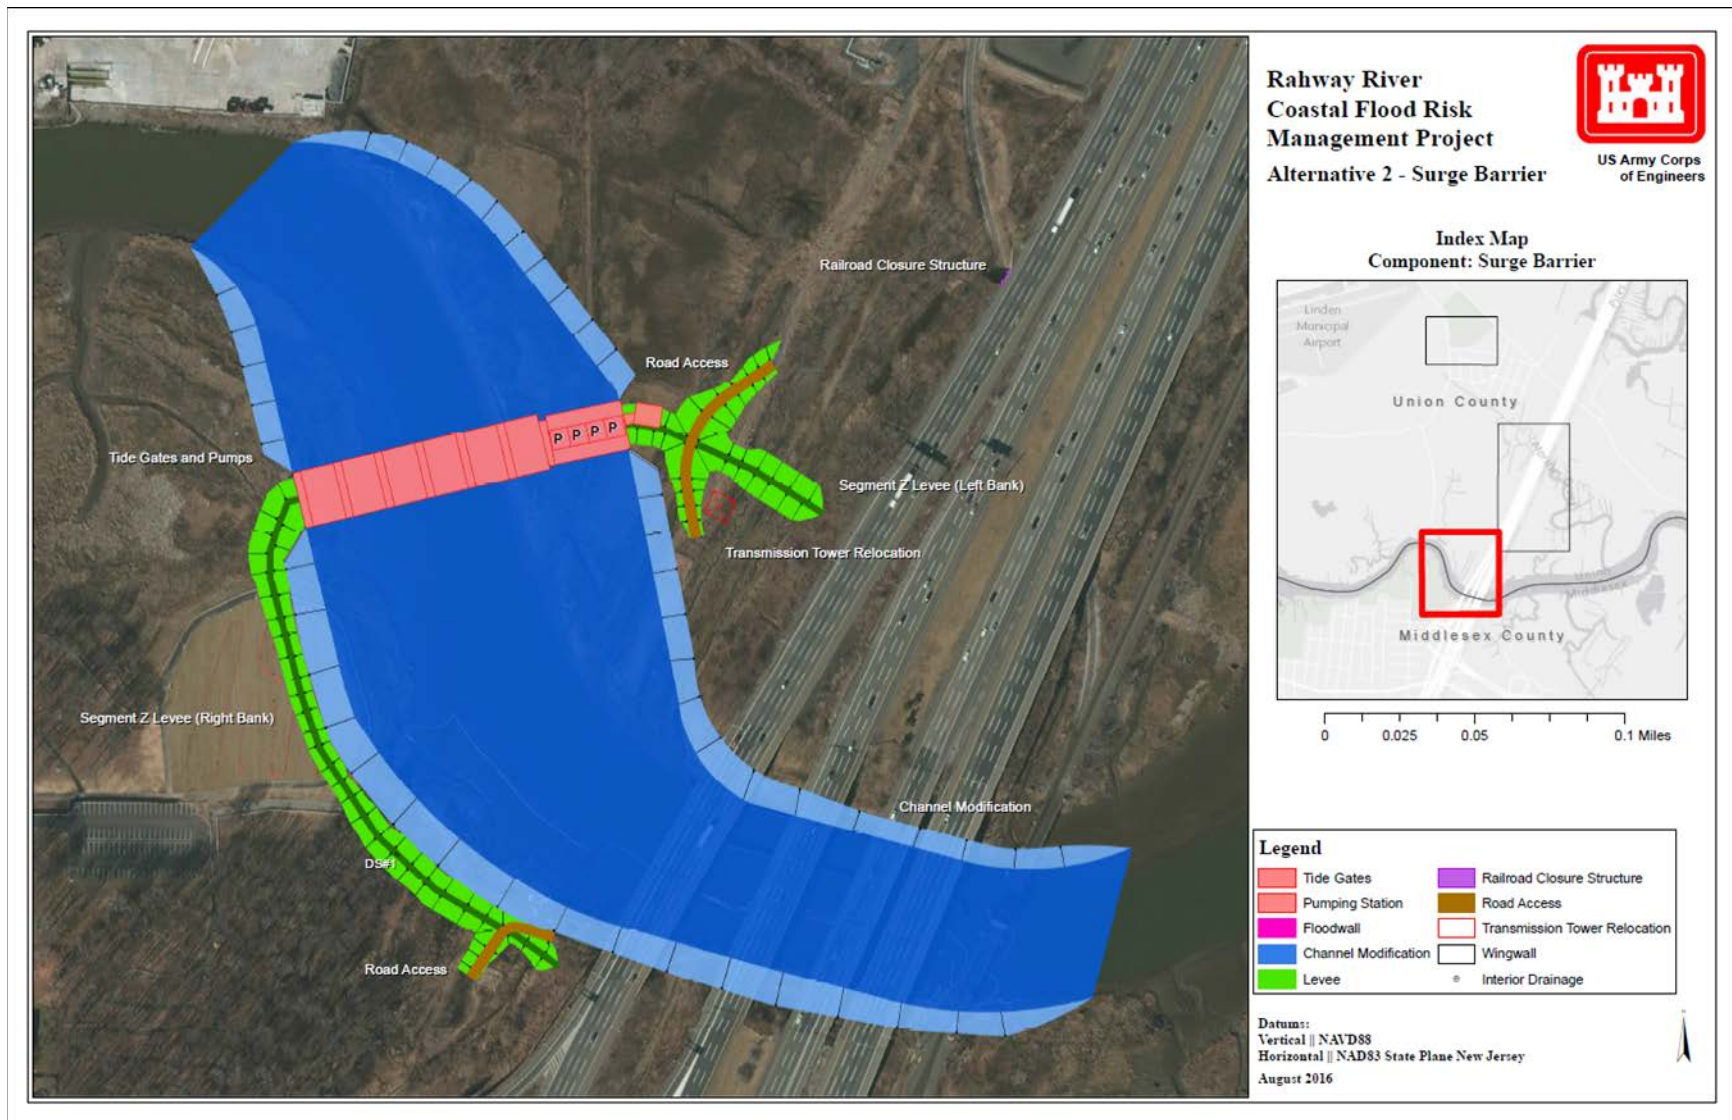 Rahway River
Coastal Flood Risk
Management Project
Alternative 2 - Surge Barrier
US Army Corps
of Engineers
Index Map
Component: Surge Barrier
Linden
Municipal
Airport
Union County
Union
Middlesex
Middlesex County
0 0.025 0.05 0.1 Miles
Railroad Closure Structure
Road Access
P P P P
Tide Gates and Pumps
Segment Z Levee (Left Bank)
Transmission Tower Relocation
Segment Z Levee (Right Bank)
Channel Modification
DS#1
Road Access
Legend
Tide Gates
Pumping Station
Floodwall
Channel Modification
Levee
Railroad Closure Structure
Road Access
Transmission Tower Relocation
Wingwall
Interior Drainage
Datums:
Vertical || NAVD88
Horizontal || NAD83 State Plane New Jersey
August 2016